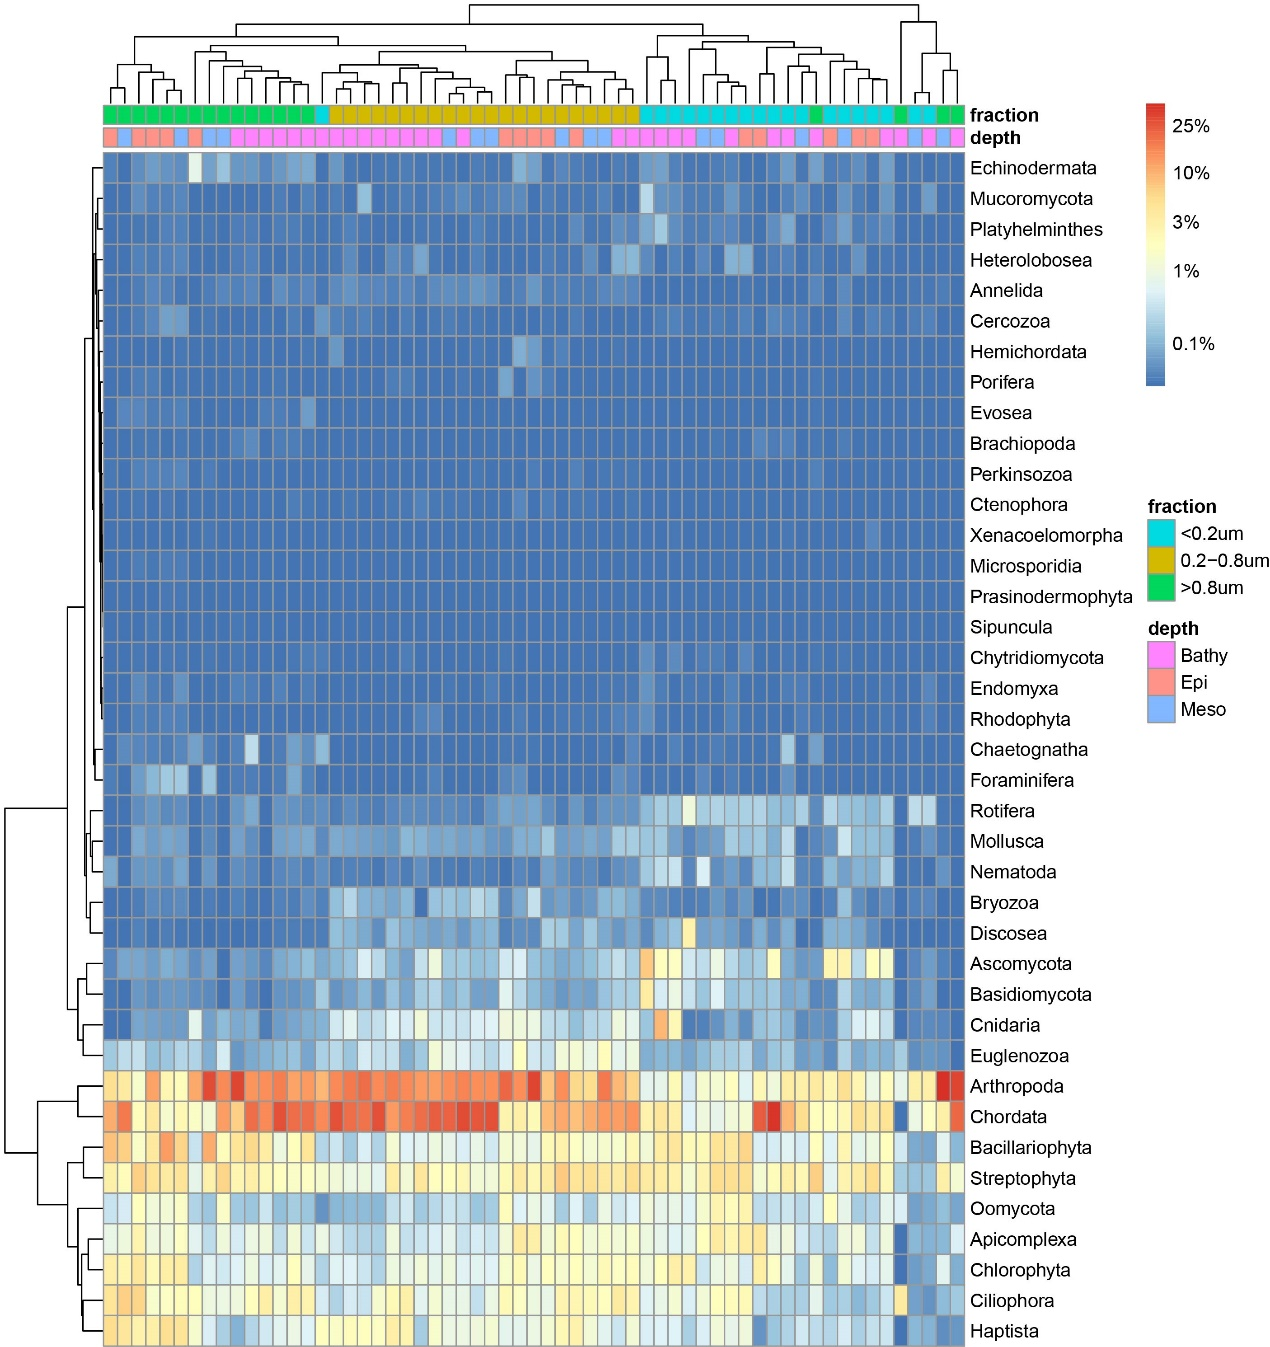 fraction
depth
Echinodermata
Mucoromycota
Platyhelminthes
Heterolobosea
Annelida
Cercozoa
Hemichordata
Porifera
Evosea
Brachiopoda
Perkinsozoa
Ctenophora
Xenacoelomorpha
Microsporidia
Prasinodermophyta
Sipuncula
Chytridiomycota
Endomyxa
Rhodophyta
Chaetognatha
Foraminifera
Rotifera
Mollusca
Nematoda
Bryozoa
Discosea
Ascomycota
Basidiomycota
Cnidaria
Euglenozoa
Arthropoda
Chordata
Bacillariophyta
Streptophyta
Oomycota
Apicomplexa
Chlorophyta
Ciliophora
Haptista
25%
10%
3%
1%
0.1%
fraction
<0.2um
0.2−0.8um
>0.8um
depth
Bathy
Epi
Meso